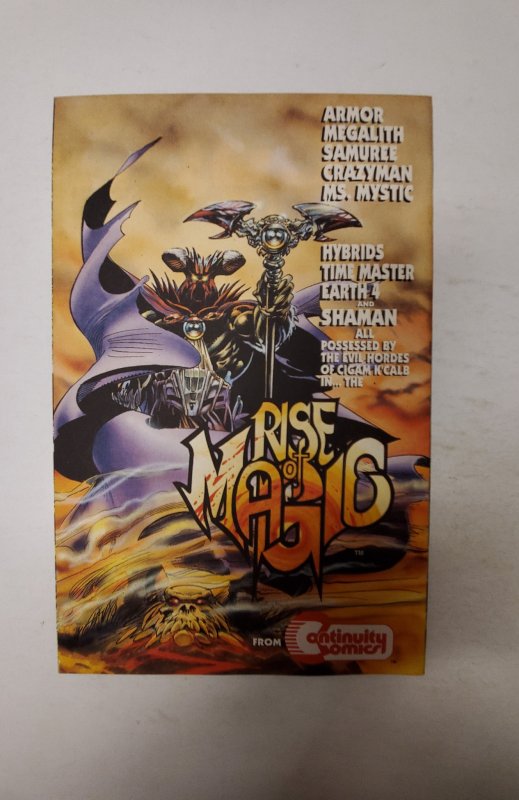 ARMOR
MEGALITH
SAMUREE
CRAZYMAN
MS. MYSTIC
HYBRIDS
TIME MASTER
EARTH 4
AND
SHAMAN
ALL
POSSESSED BY
THE EVIL HORDES
OF CIGAM K'CALB
IN... THE
RISE
of
MAGIC
TM
FROM Continuity
Comics